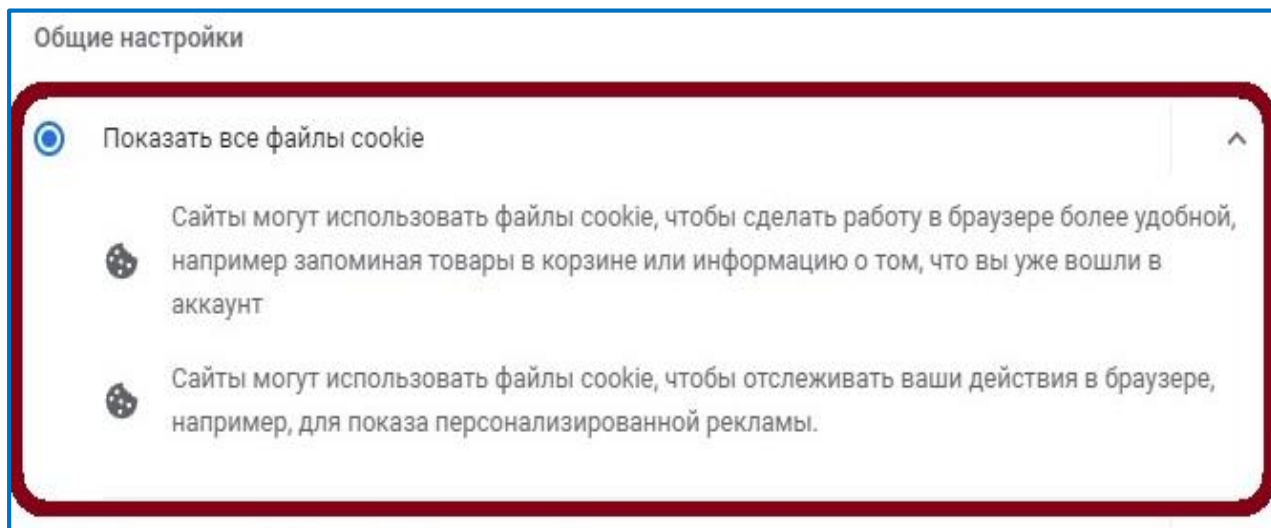 Общие настройки
Показать все файлы cookie
Сайты могут использовать файлы cookie, чтобы сделать работу в браузере более удобной,
например запоминая товары в корзине или информацию о том, что вы уже вошли в
аккаунт
Сайты могут использовать файлы cookie, чтобы отслеживать ваши действия в браузере,
например, для показа персонализированной рекламы.